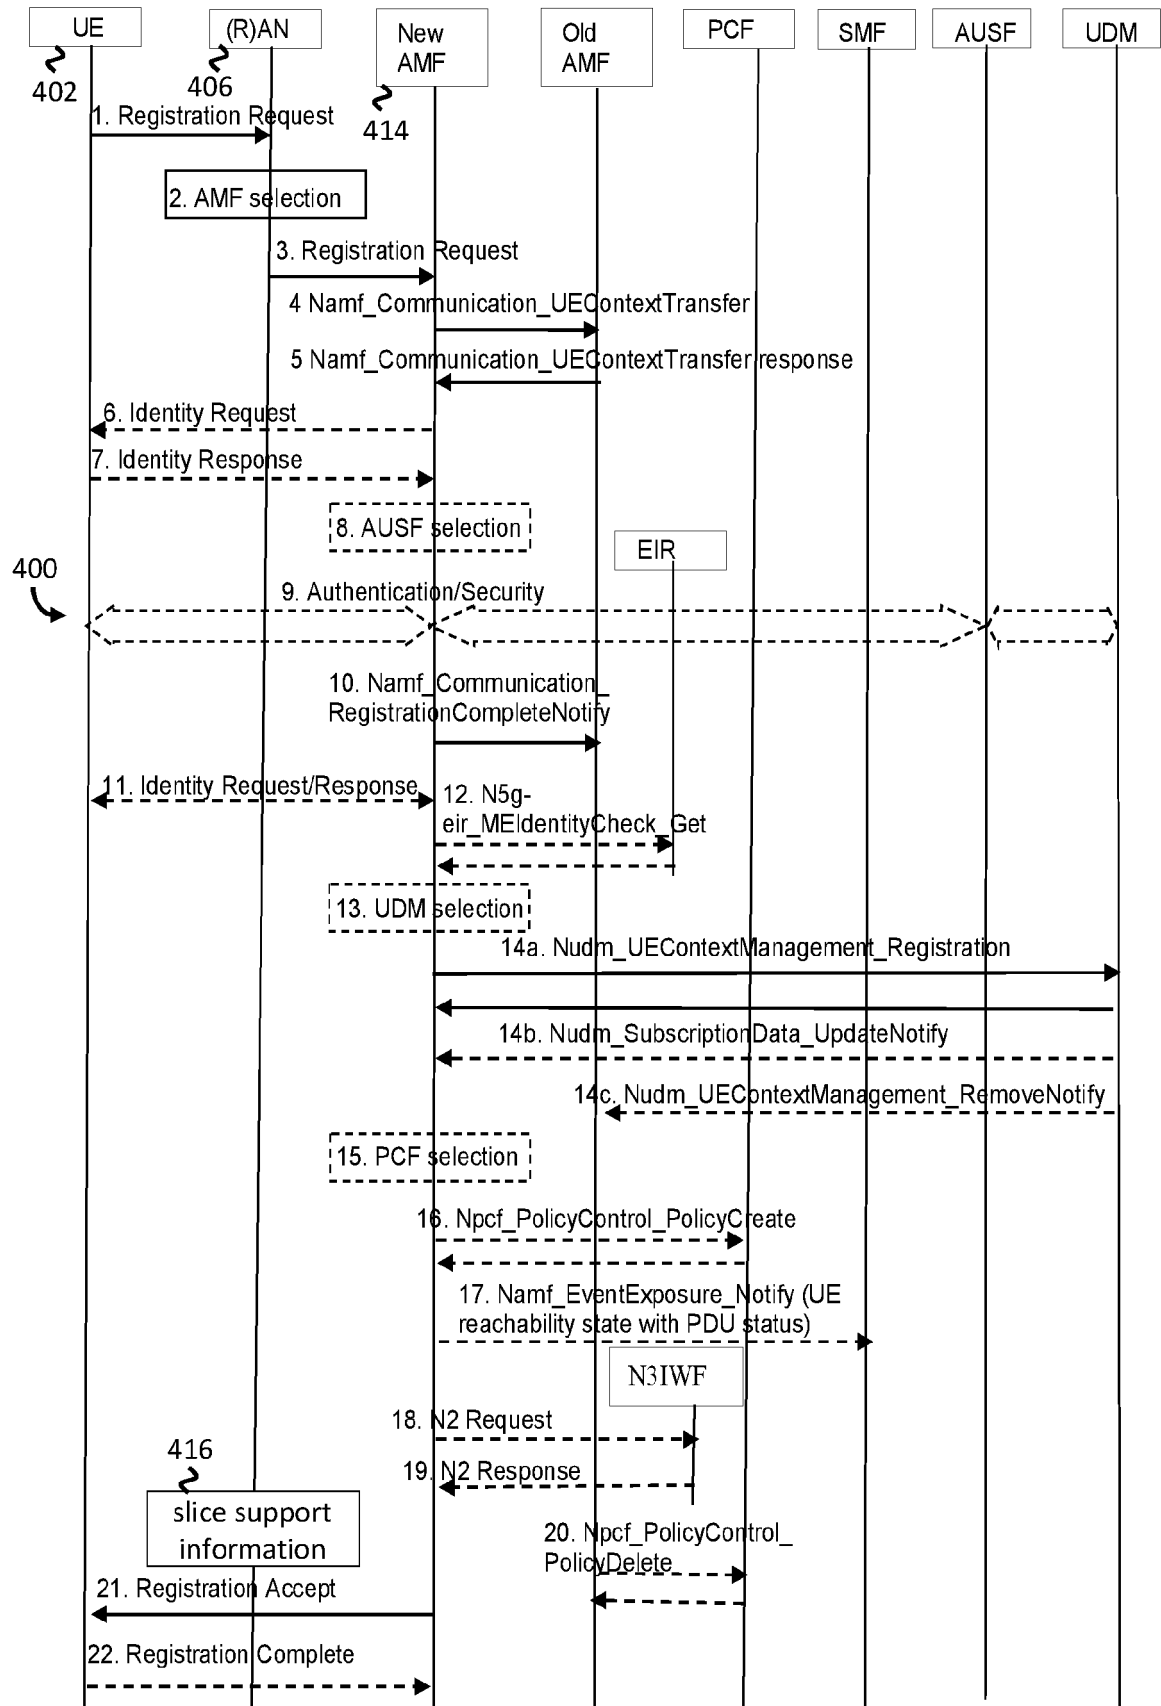 UE
(R)AN
New
AMF
Old
AMF
PCF
SMF
AUSF
UDM
402
406
414
1. Registration Request
2. AMF selection
3. Registration Request
4 Namf_Communication_UEContextTransfer
5 Namf_Communication_UEContextTransfer response
6. Identity Request
7. Identity Response
8. AUSF selection
EIR
400
9. Authentication/Security
10. Namf_Communication_
RegistrationCompleteNotify
11. Identity Request/Response
12. N5g-
eir_MEIdentityCheck_Get
13. UDM selection
14a. Nudm_UEContextManagement_Registration
14b. Nudm_SubscriptionData_UpdateNotify
14c. Nudm_UEContextManagement_RemoveNotify
15. PCF selection
16. Npcf_PolicyControl_PolicyCreate
17. Namf_EventExposure_Notify (UE
reachability state with PDU status)
N3IWF
18. N2 Request
19. N2 Response
416
slice support
information
20. Npcf_PolicyControl_
PolicyDelete
21. Registration Accept
22. Registration Complete